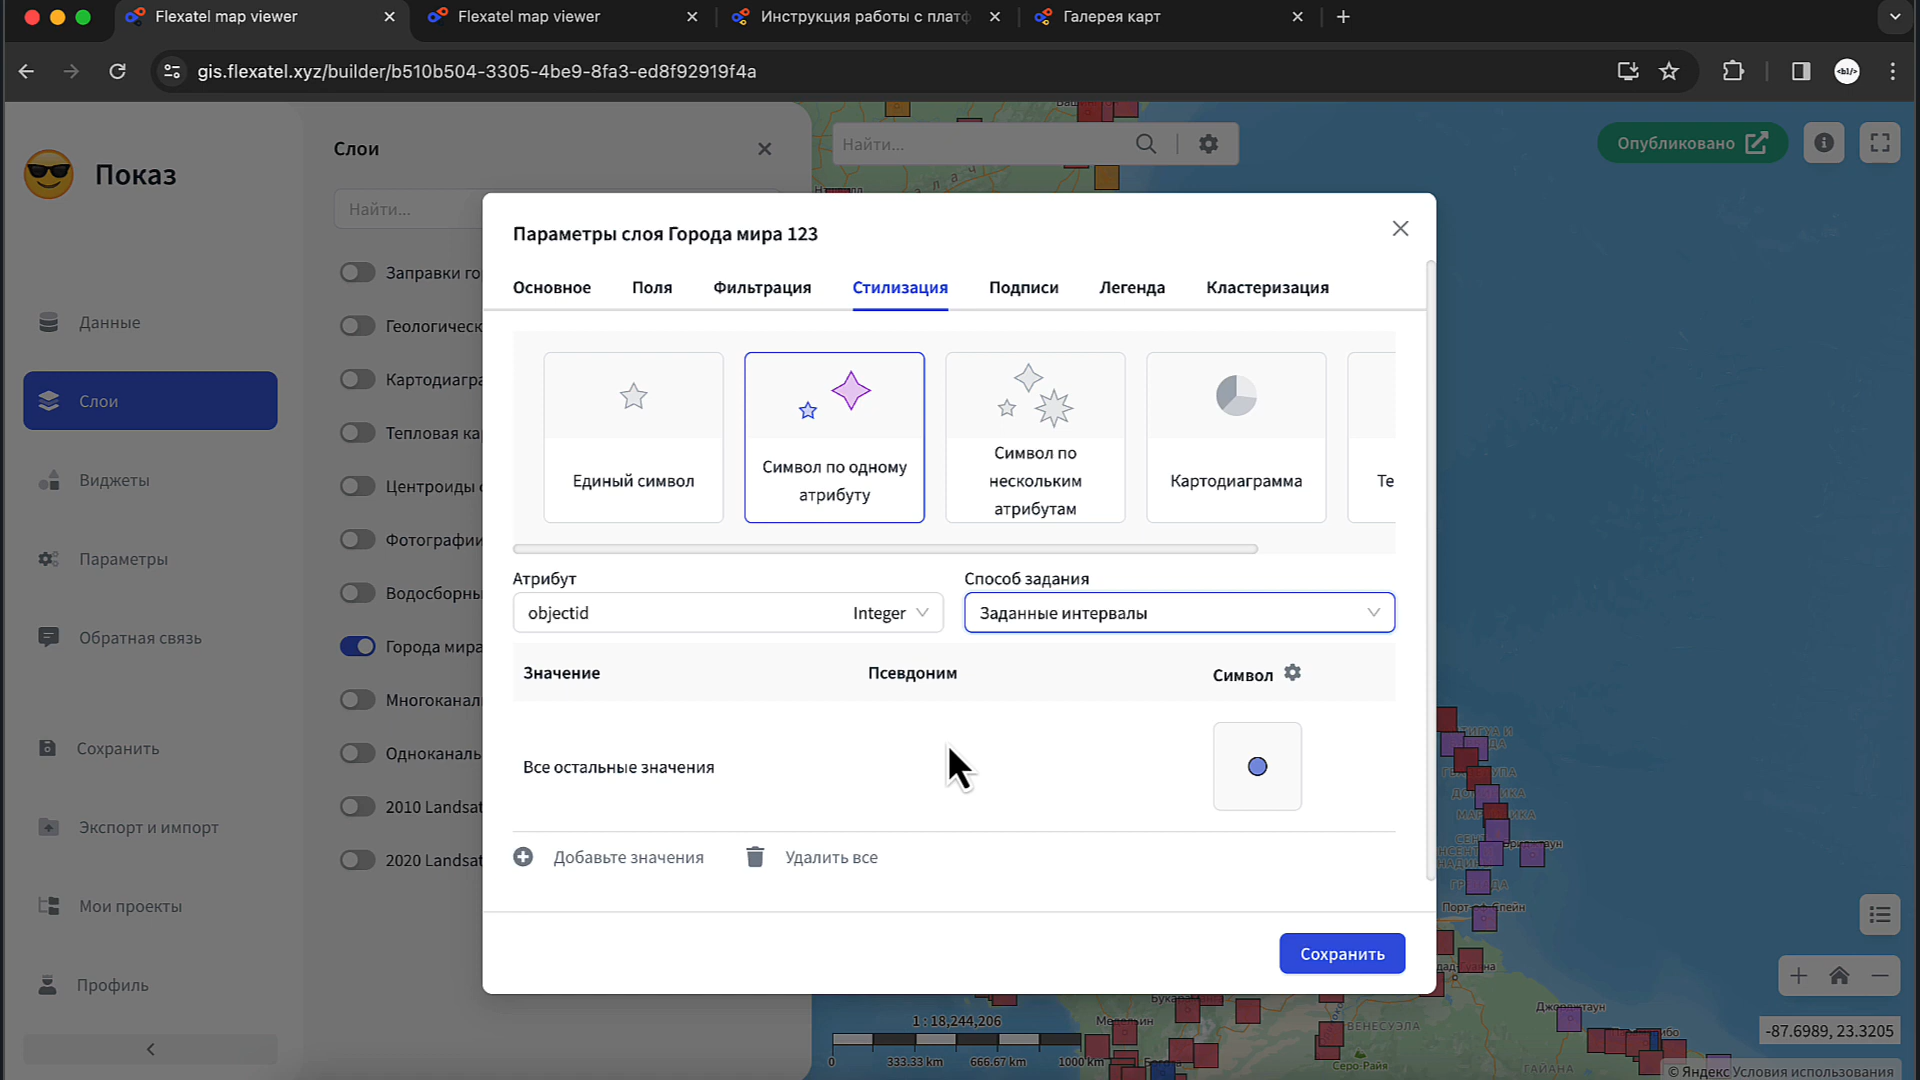 Flexatel map viewer
Flexatel map viewer
Инструкция работы с платф
Галерея карт
gis.flexatel.xyz/builder/b510b504-3305-4be9-8fa3-ed8f92919f4a
Показ
Данные
Слои
Виджеты
Параметры
Обратная связь
Сохранить
Экспорт и импорт
Мои проекты
Профиль
Слои
Найти...
Заправки го
Геологическ
Картодиагра
Тепловая ка
Центроиды
Фотографии
Водосборны
Города мира
Многоканал
Одноканаль
2010 Landsat
2020 Landsat
Найти...
Опубликовано
Параметры слоя Города мира 123
Основное
Поля
Фильтрация
Стилизация
Подписи
Легенда
Кластеризация
Единый символ
Символ по одному
атрибуту
Символ по
нескольким
атрибутам
Картодиаграмма
Те
Атрибут
Способ задания
objectid
Integer
Заданные интервалы
Значение
Псевдоним
Символ
Все остальные значения
Добавьте значения
Удалить все
Сохранить
Джорджтаун
ВЕНЕСУЭЛА
Серо-Райя
ГАЙАНА
1 : 18,244,206
0
333.33 km
666.67 km
1000 km
-87.6989, 23.3205
© Яндекс Условия использования